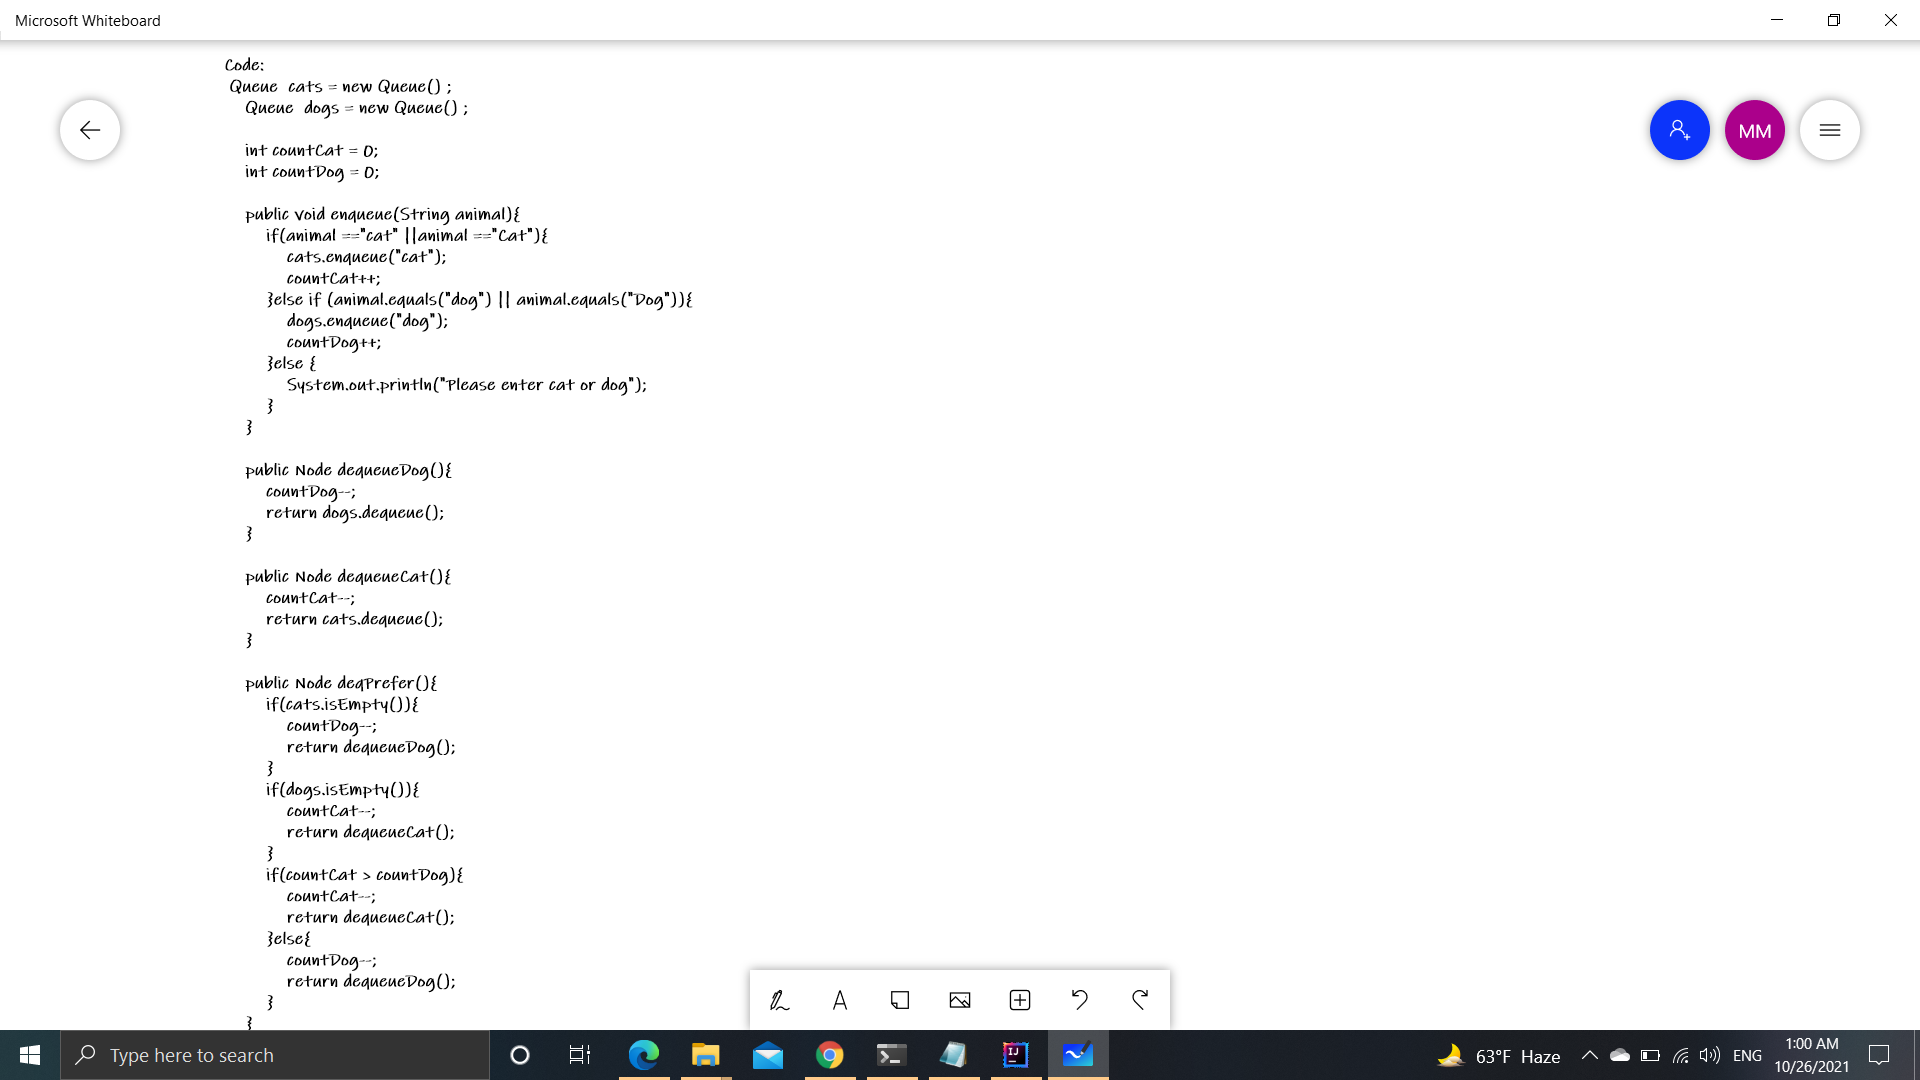 Microsoft Whiteboard
Code:
Queue  cats = new Queue() ;
Queue  dogs = new Queue() ;
int countCat = 0;
int countDog = 0;
public void enqueue(String animal){
if(animal =="cat" ||animal =="Cat"){
cats.enqueue("cat");
countCat++;
}else if (animal.equals("dog") || animal.equals("Dog")){
dogs.enqueue("dog");
countDog++;
}else {
System.out.println("Please enter cat or dog");
}
}
public Node dequeueDog(){
countDog--;
return dogs.dequeue();
}
public Node dequeueCat(){
countCat--;
return cats.dequeue();
}
public Node deqPrefer(){
if(cats.isEmpty()){
countDog--;
return dequeueDog();
}
if(dogs.isEmpty()){
countCat--;
return dequeueCat();
}
if(countCat > countDog){
countCat--;
return dequeueCat();
}else{
countDog--;
return dequeueDog();
}
}
MM
A
Type here to search
IJ
63°F  Haze
ENG
1:00 AM
10/26/2021